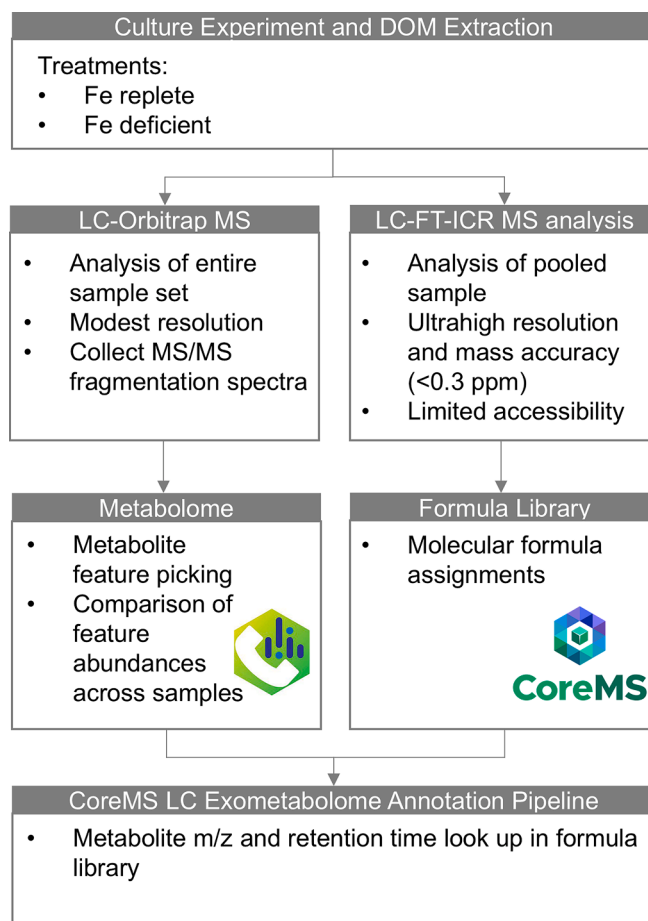 Culture Experiment and DOM Extraction
Treatments:
• Fe replete
• Fe deficient
LC-Orbitrap MS
• Analysis of entire
sample set
• Modest resolution
• Collect MS/MS
fragmentation spectra
LC-FT-ICR MS analysis
• Analysis of pooled
sample
• Ultrahigh resolution
and mass accuracy
(<0.3 ppm)
• Limited accessibility
Metabolome
• Metabolite
feature picking
• Comparison of
feature
abundances
across samples
Formula Library
• Molecular formula
assignments
CoreMS
CoreMS LC Exometabolome Annotation Pipeline
• Metabolite m/z and retention time look up in formula
library